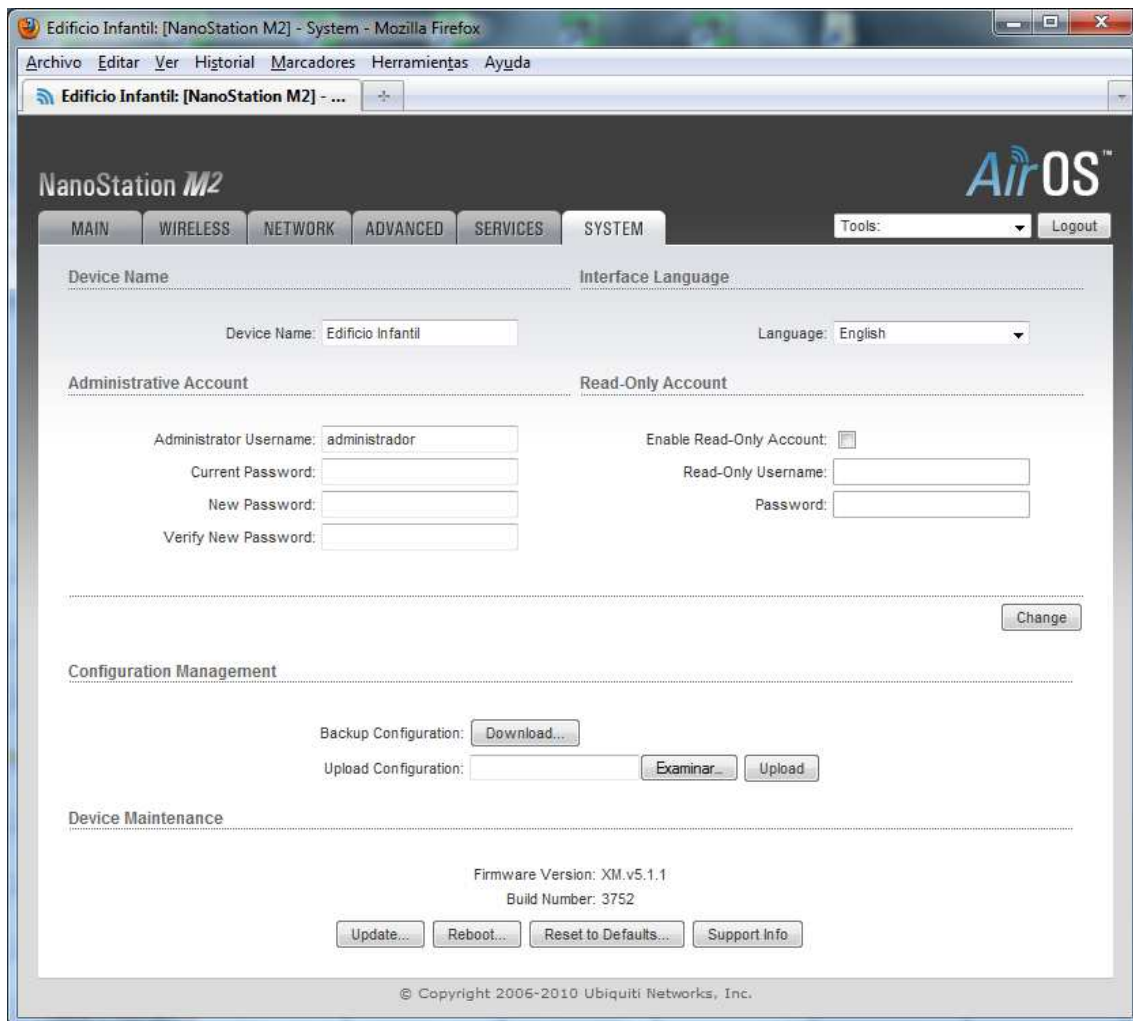 Edificio Infantil: [NanoStation M2] - System - Mozilla Firefox
Archivo Editar Ver Historial Marcadores Herramientas Ayuda
Edificio Infantil: [NanoStation M2] - ...
NanoStation M2
AirOS™
MAIN WIRELESS NETWORK ADVANCED SERVICES SYSTEM Tools: Logout
Device Name Interface Language
Device Name: Edificio Infantil Language: English
Administrative Account Read-Only Account
Administrator Username: administrador Enable Read-Only Account:
Current Password: Read-Only Username:
New Password: Password:
Verify New Password:
Change
Configuration Management
Backup Configuration: Download...
Upload Configuration: Examinar... Upload
Device Maintenance
Firmware Version: XM.v5.1.1
Build Number: 3752
Update... Reboot... Reset to Defaults... Support Info
© Copyright 2006-2010 Ubiquiti Networks, Inc.